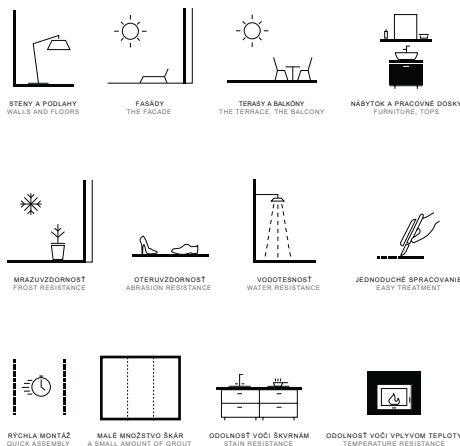 STENY A PODLAHY
WALLS AND FLOORS
FASÁDY
THE FACADE
TERASY A BALKÓNY
THE TERRACE, THE BALCONY
NÁBYTOK A PRACOVNÉ DOSKY
FURNITURE, TOPS
MRAZUVZDORNOSŤ
FROST RESISTANCE
OTERUVZDORNOSŤ
ABRASION RESISTANCE
VODOTESNOSŤ
WATER RESISTANCE
JEDNODUCHÉ SPRACOVANIE
EASY TREATMENT
RÝCHLA MONTÁŽ
QUICK ASSEMBLY
MALÉ MNOŽSTVO ŠKÁR
A SMALL AMOUNT OF GROUT
ODOLNOSŤ VOČI ŠKVRNÁM
STAIN RESISTANCE
ODOLNOSŤ VOČI VPLYVOM TEPLOTY
TEMPERATURE RESISTANCE